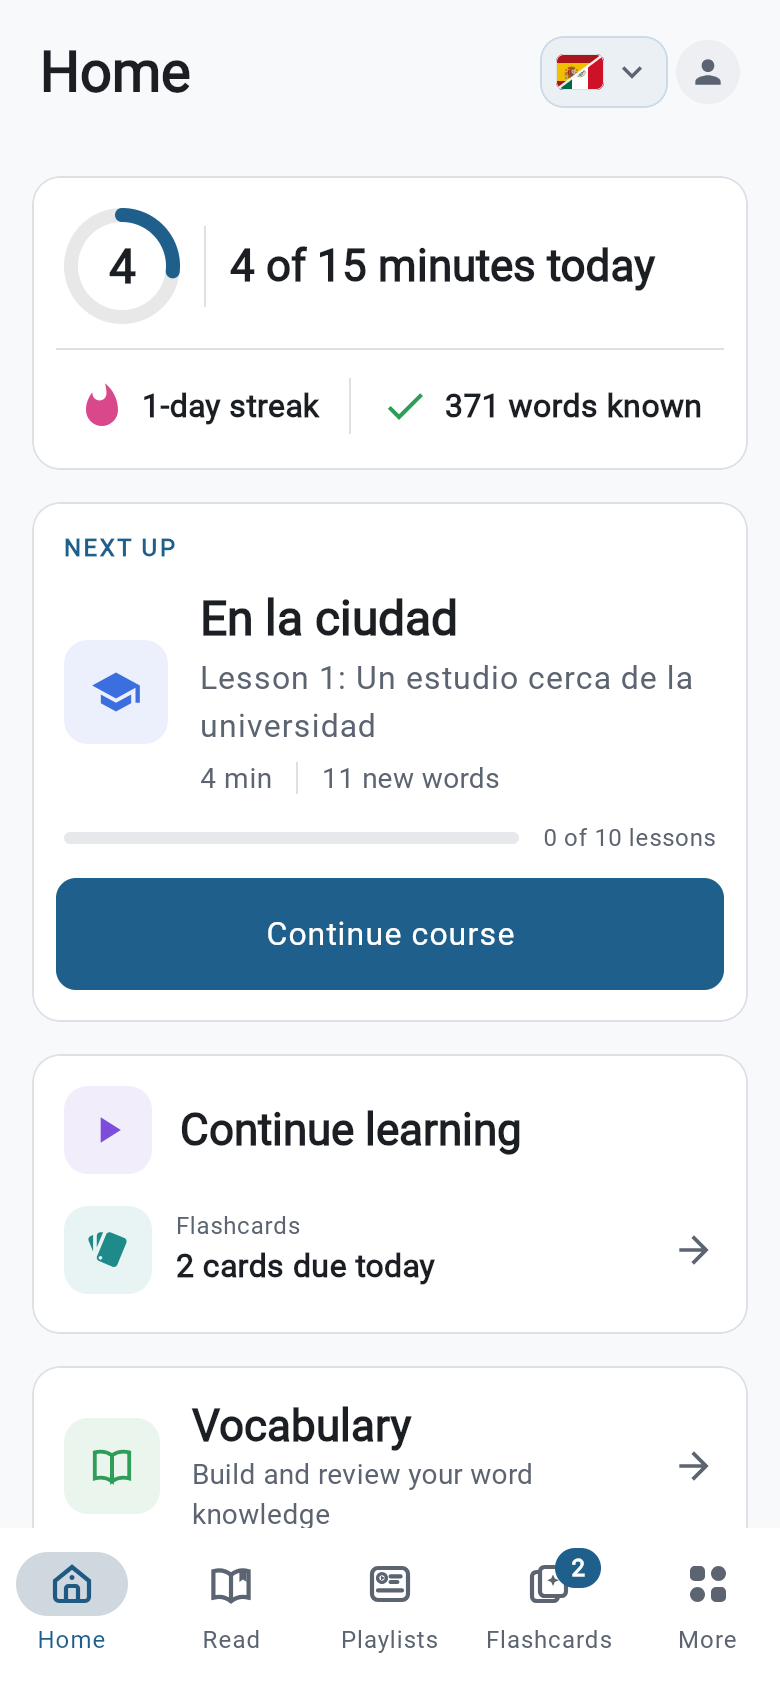 Home
4
4 of 15 minutes today
1-day streak
371 words known
NEXT UP
En la ciudad
Lesson 1: Un estudio cerca de la
universidad
4 min
11 new words
0 of 10 lessons
Continue course
Continue learning
Flashcards
2 cards due today
Vocabulary
Build and review your word
knowledge
2
Home
Read
Playlists
Flashcards
More